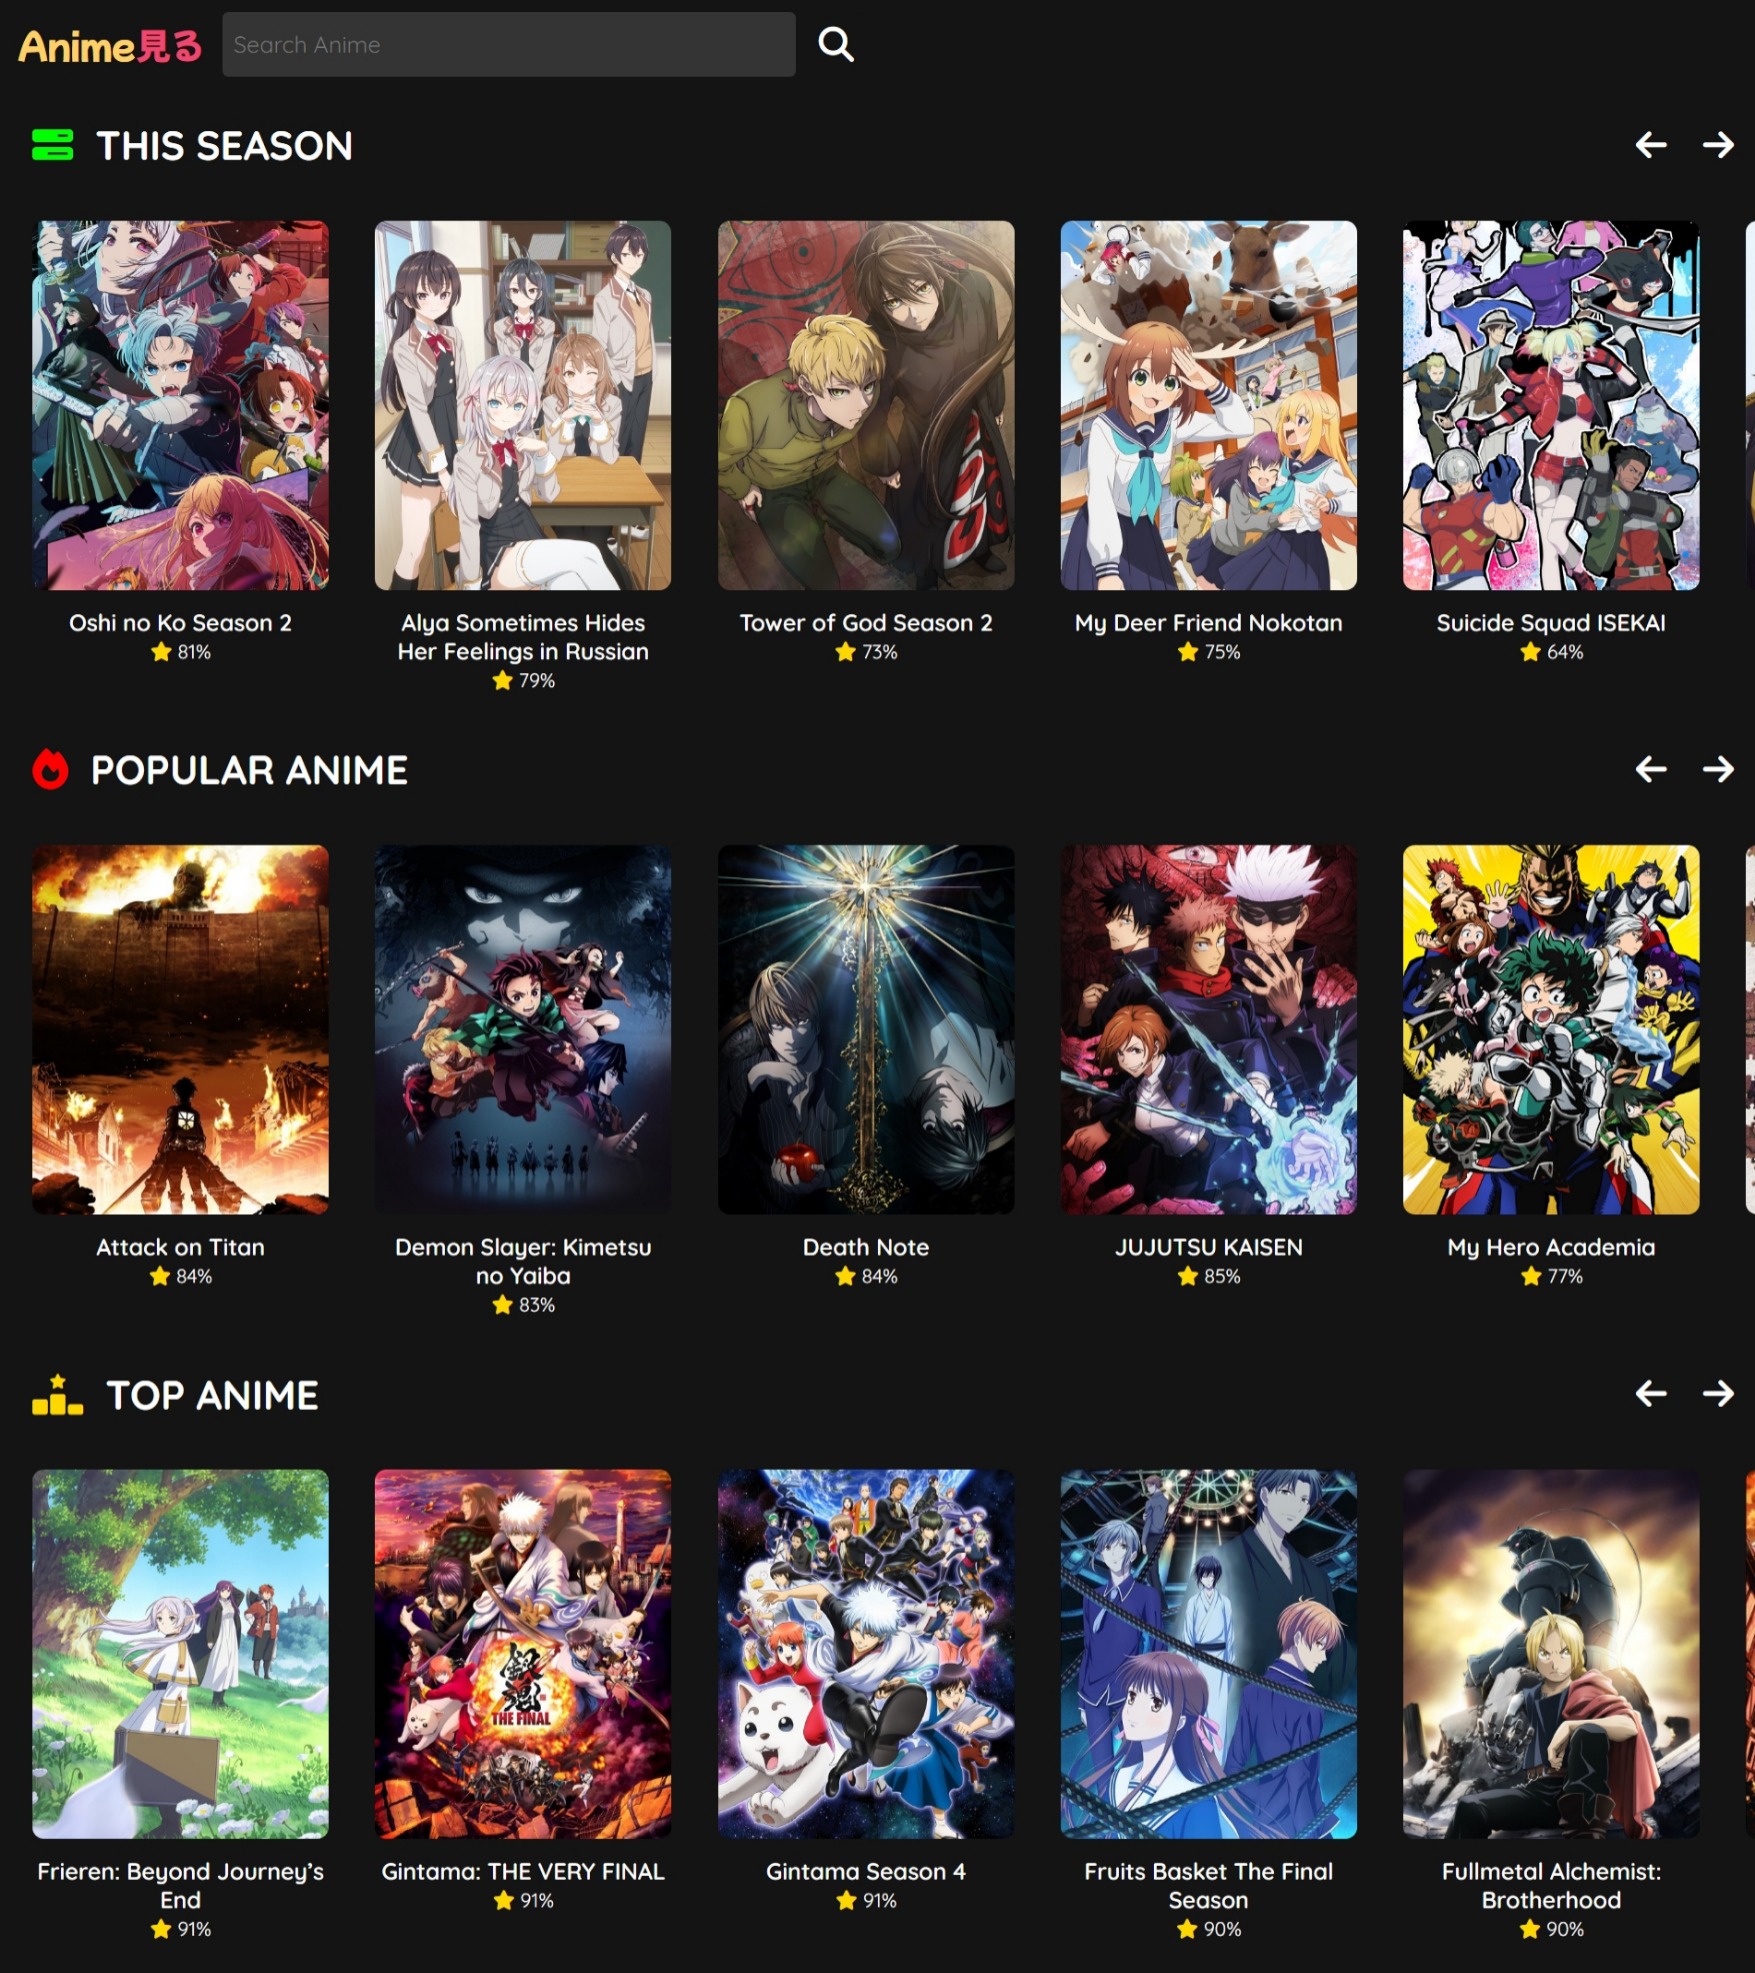 Anime見る
Search Anime
THIS SEASON
Oshi no Ko Season 2
81%
Alya Sometimes Hides
Her Feelings in Russian
79%
Tower of God Season 2
73%
My Deer Friend Nokotan
75%
Suicide Squad ISEKAI
64%
POPULAR ANIME
Attack on Titan
84%
Demon Slayer: Kimetsu
no Yaiba
83%
Death Note
84%
JUJUTSU KAISEN
85%
My Hero Academia
77%
TOP ANIME
銀魂
THE FINAL
Frieren: Beyond Journey’s
End
91%
Gintama: THE VERY FINAL
91%
Gintama Season 4
91%
Fruits Basket The Final
Season
90%
Fullmetal Alchemist:
Brotherhood
90%